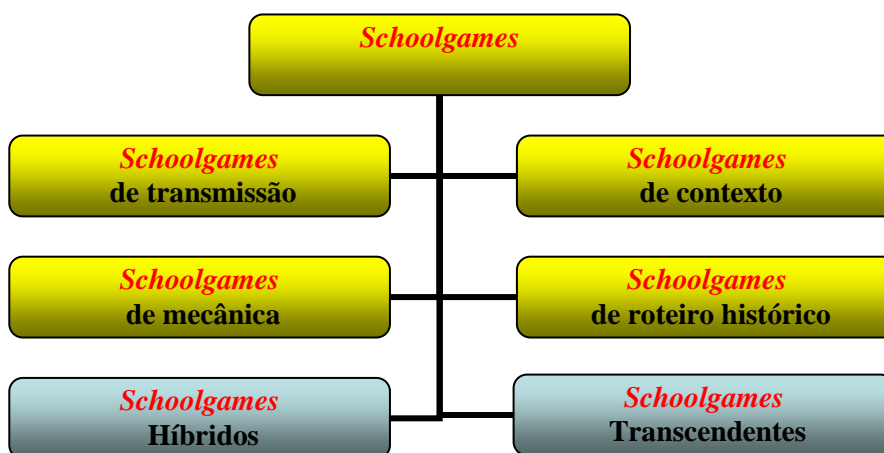 Schoolgames
Schoolgames
de transmissão
Schoolgames
de contexto
Schoolgames
de mecânica
Schoolgames
de roteiro histórico
Schoolgames
Híbridos
Schoolgames
Transcendentes